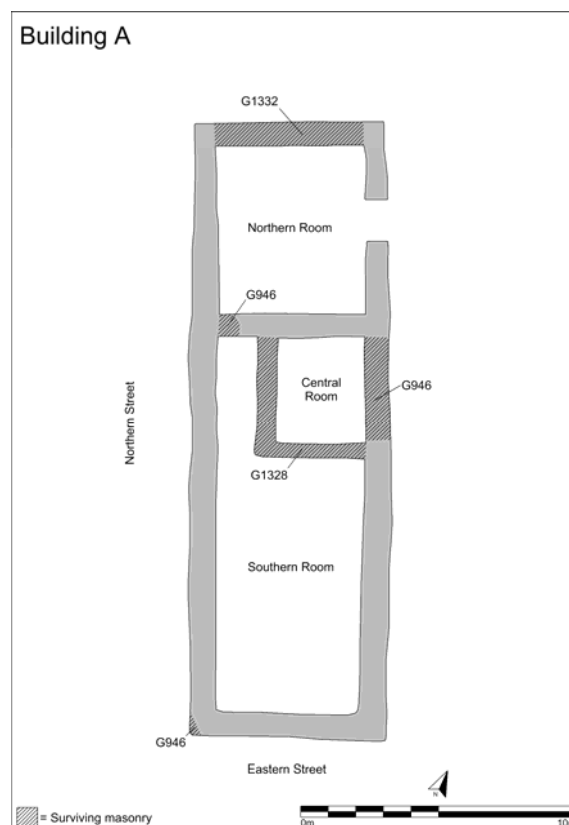 Building A
G1332
Northern Room
G946
Central
Room
G946
Northern Street
G1328
Southern Room
G946
Eastern Street
N
= Surviving masonry
0m